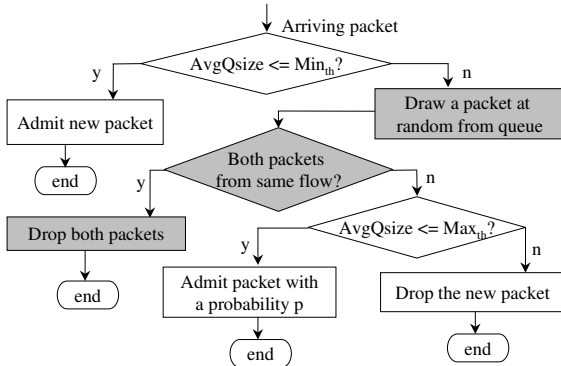 Arriving packet
AvgQsize <= Minth?
y
n
Admit new packet
Draw a packet at
random from queue
end
Both packets
from same flow?
y
n
Drop both packets
AvgQsize <= Maxth?
y
n
end
Admit packet with
a probability p
Drop the new packet
end
end